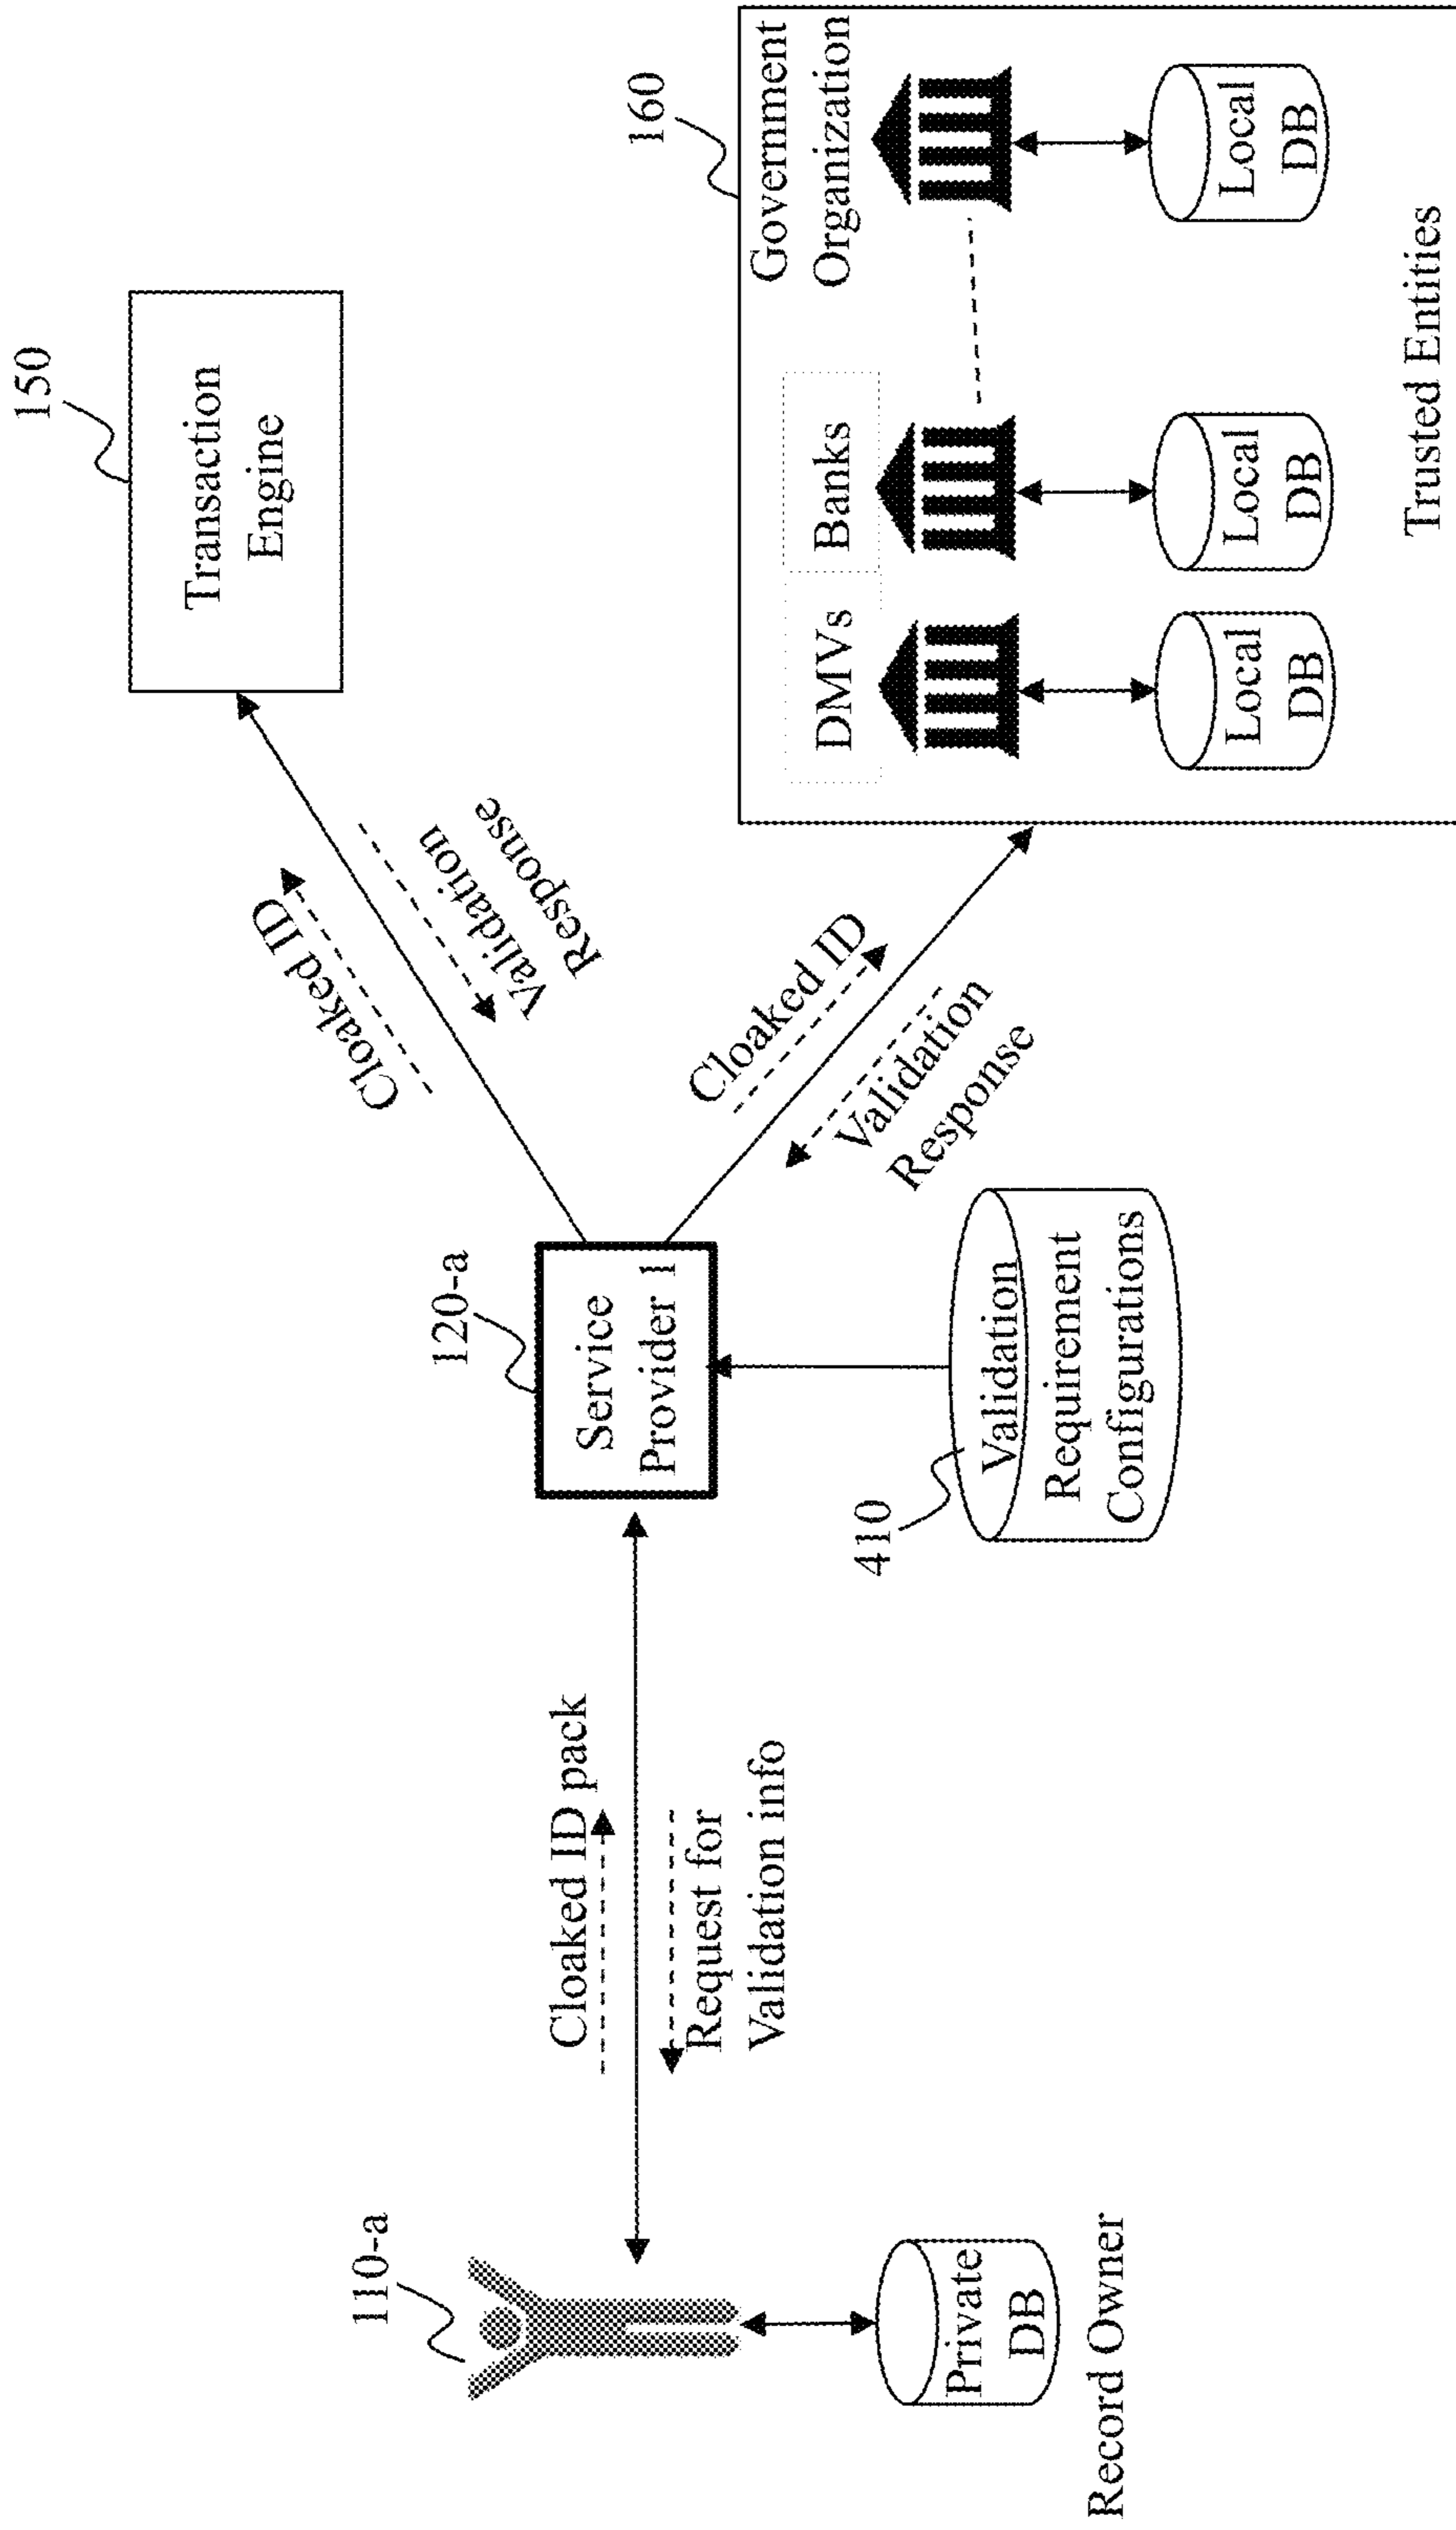 110-a
Private
DB
Record Owner
Cloaked ID pack
Request for
Validation info
120-a
Service
Provider 1
410
Validation
Requirement
Configurations
Cloaked ID
Validation
Response
Cloaked ID
Validation
Response
150
Transaction
Engine
160
DMVs
Banks
Government
Organization
Local
DB
Local
DB
Local
DB
Trusted Entities